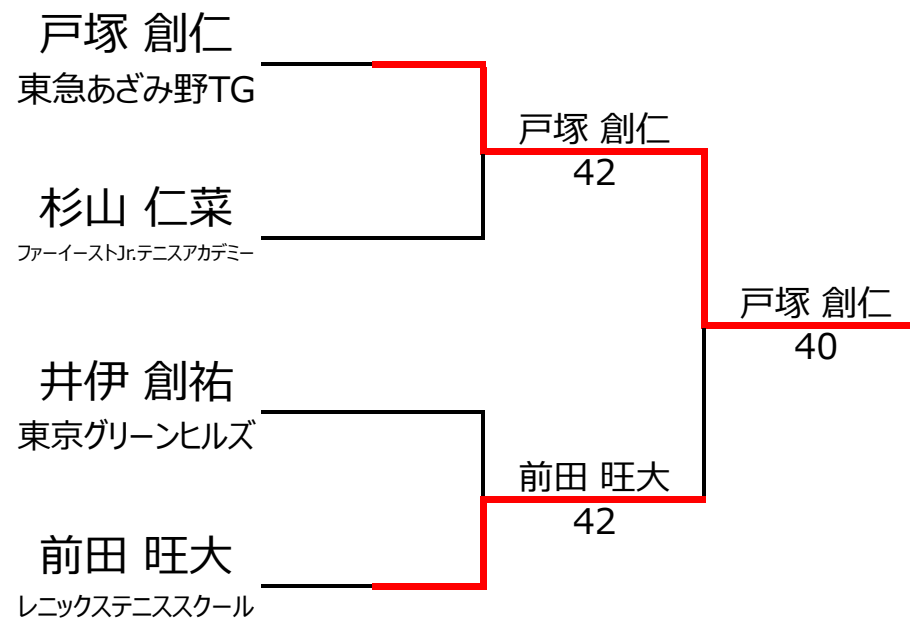 戸塚 創仁
東急あざみ野TG
戸塚 創仁
42
杉山 仁菜
ファーイーストJr.テニスアカデミー
戸塚 創仁
40
井伊 創祐
東京グリーンヒルズ
前田 旺大
42
前田 旺大
レニックステニススクール